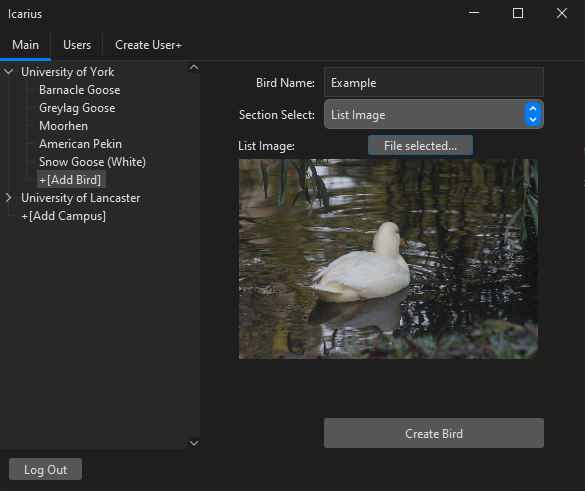 Icarius
Main Users Create User+
University of York
Barnacle Goose
Greylag Goose
Moorhen
American Pekin
Snow Goose (White)
+[Add Bird]
University of Lancaster
+[Add Campus]
Log Out
Bird Name: Example
Section Select: List Image
List Image: File selected...
Create Bird